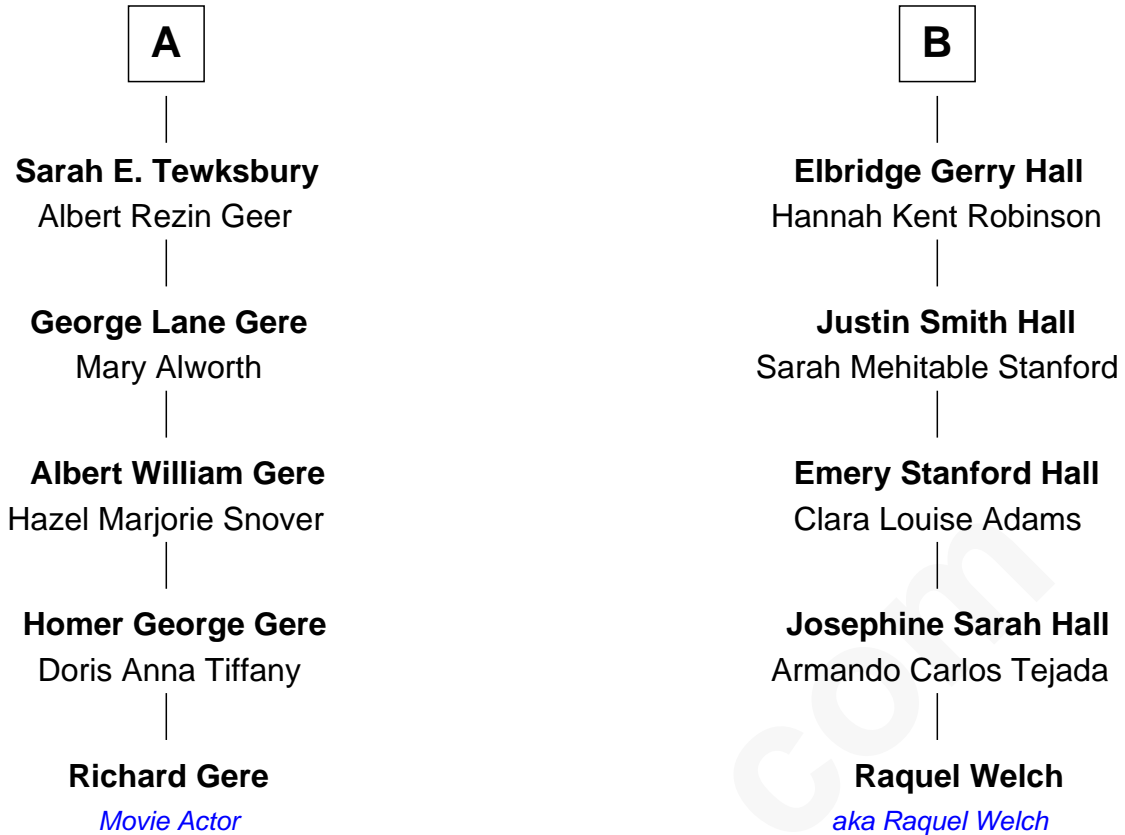 A
Sarah E. Tewksbury
Albert Rezin Geer
George Lane Gere
Mary Alworth
Albert William Gere
Hazel Marjorie Snover
Homer George Gere
Doris Anna Tiffany
Richard Gere
Movie Actor
B
Elbridge Gerry Hall
Hannah Kent Robinson
Justin Smith Hall
Sarah Mehitable Stanford
Emery Stanford Hall
Clara Louise Adams
Josephine Sarah Hall
Armando Carlos Tejada
Raquel Welch
aka Raquel Welch
com